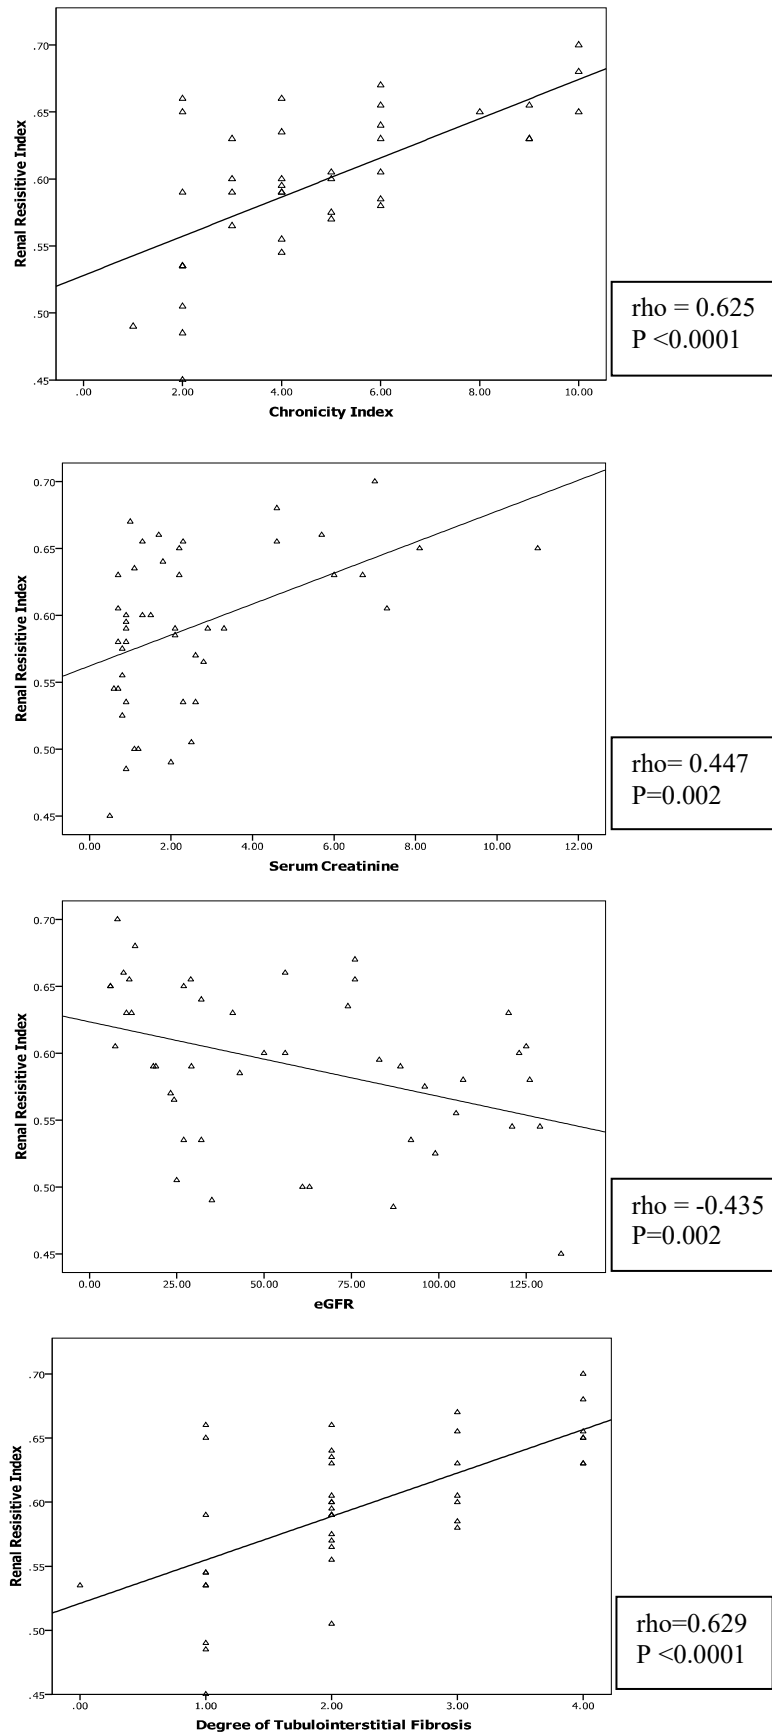 .70
.65
.60
.55
.50
.45
.00 2.00 4.00 6.00 8.00 10.00
Renal Resisitive Index
Chronicity Index
rho = 0.625
P <0.0001
0.70
0.65
0.60
0.55
0.50
0.45
0.00 2.00 4.00 6.00 8.00 10.00 12.00
Renal Resisitive Index
Serum Creatinine
rho= 0.447
P=0.002
0.70
0.65
0.60
0.55
0.50
0.45
0.00 25.00 50.00 75.00 100.00 125.00
Renal Resisitive Index
eGFR
rho = -0.435
P=0.002
.70
.65
.60
.55
.50
.45
.00 1.00 2.00 3.00 4.00
Renal Resisitive Index
Degree of Tubulointerstitial Fibrosis
rho=0.629
P <0.0001